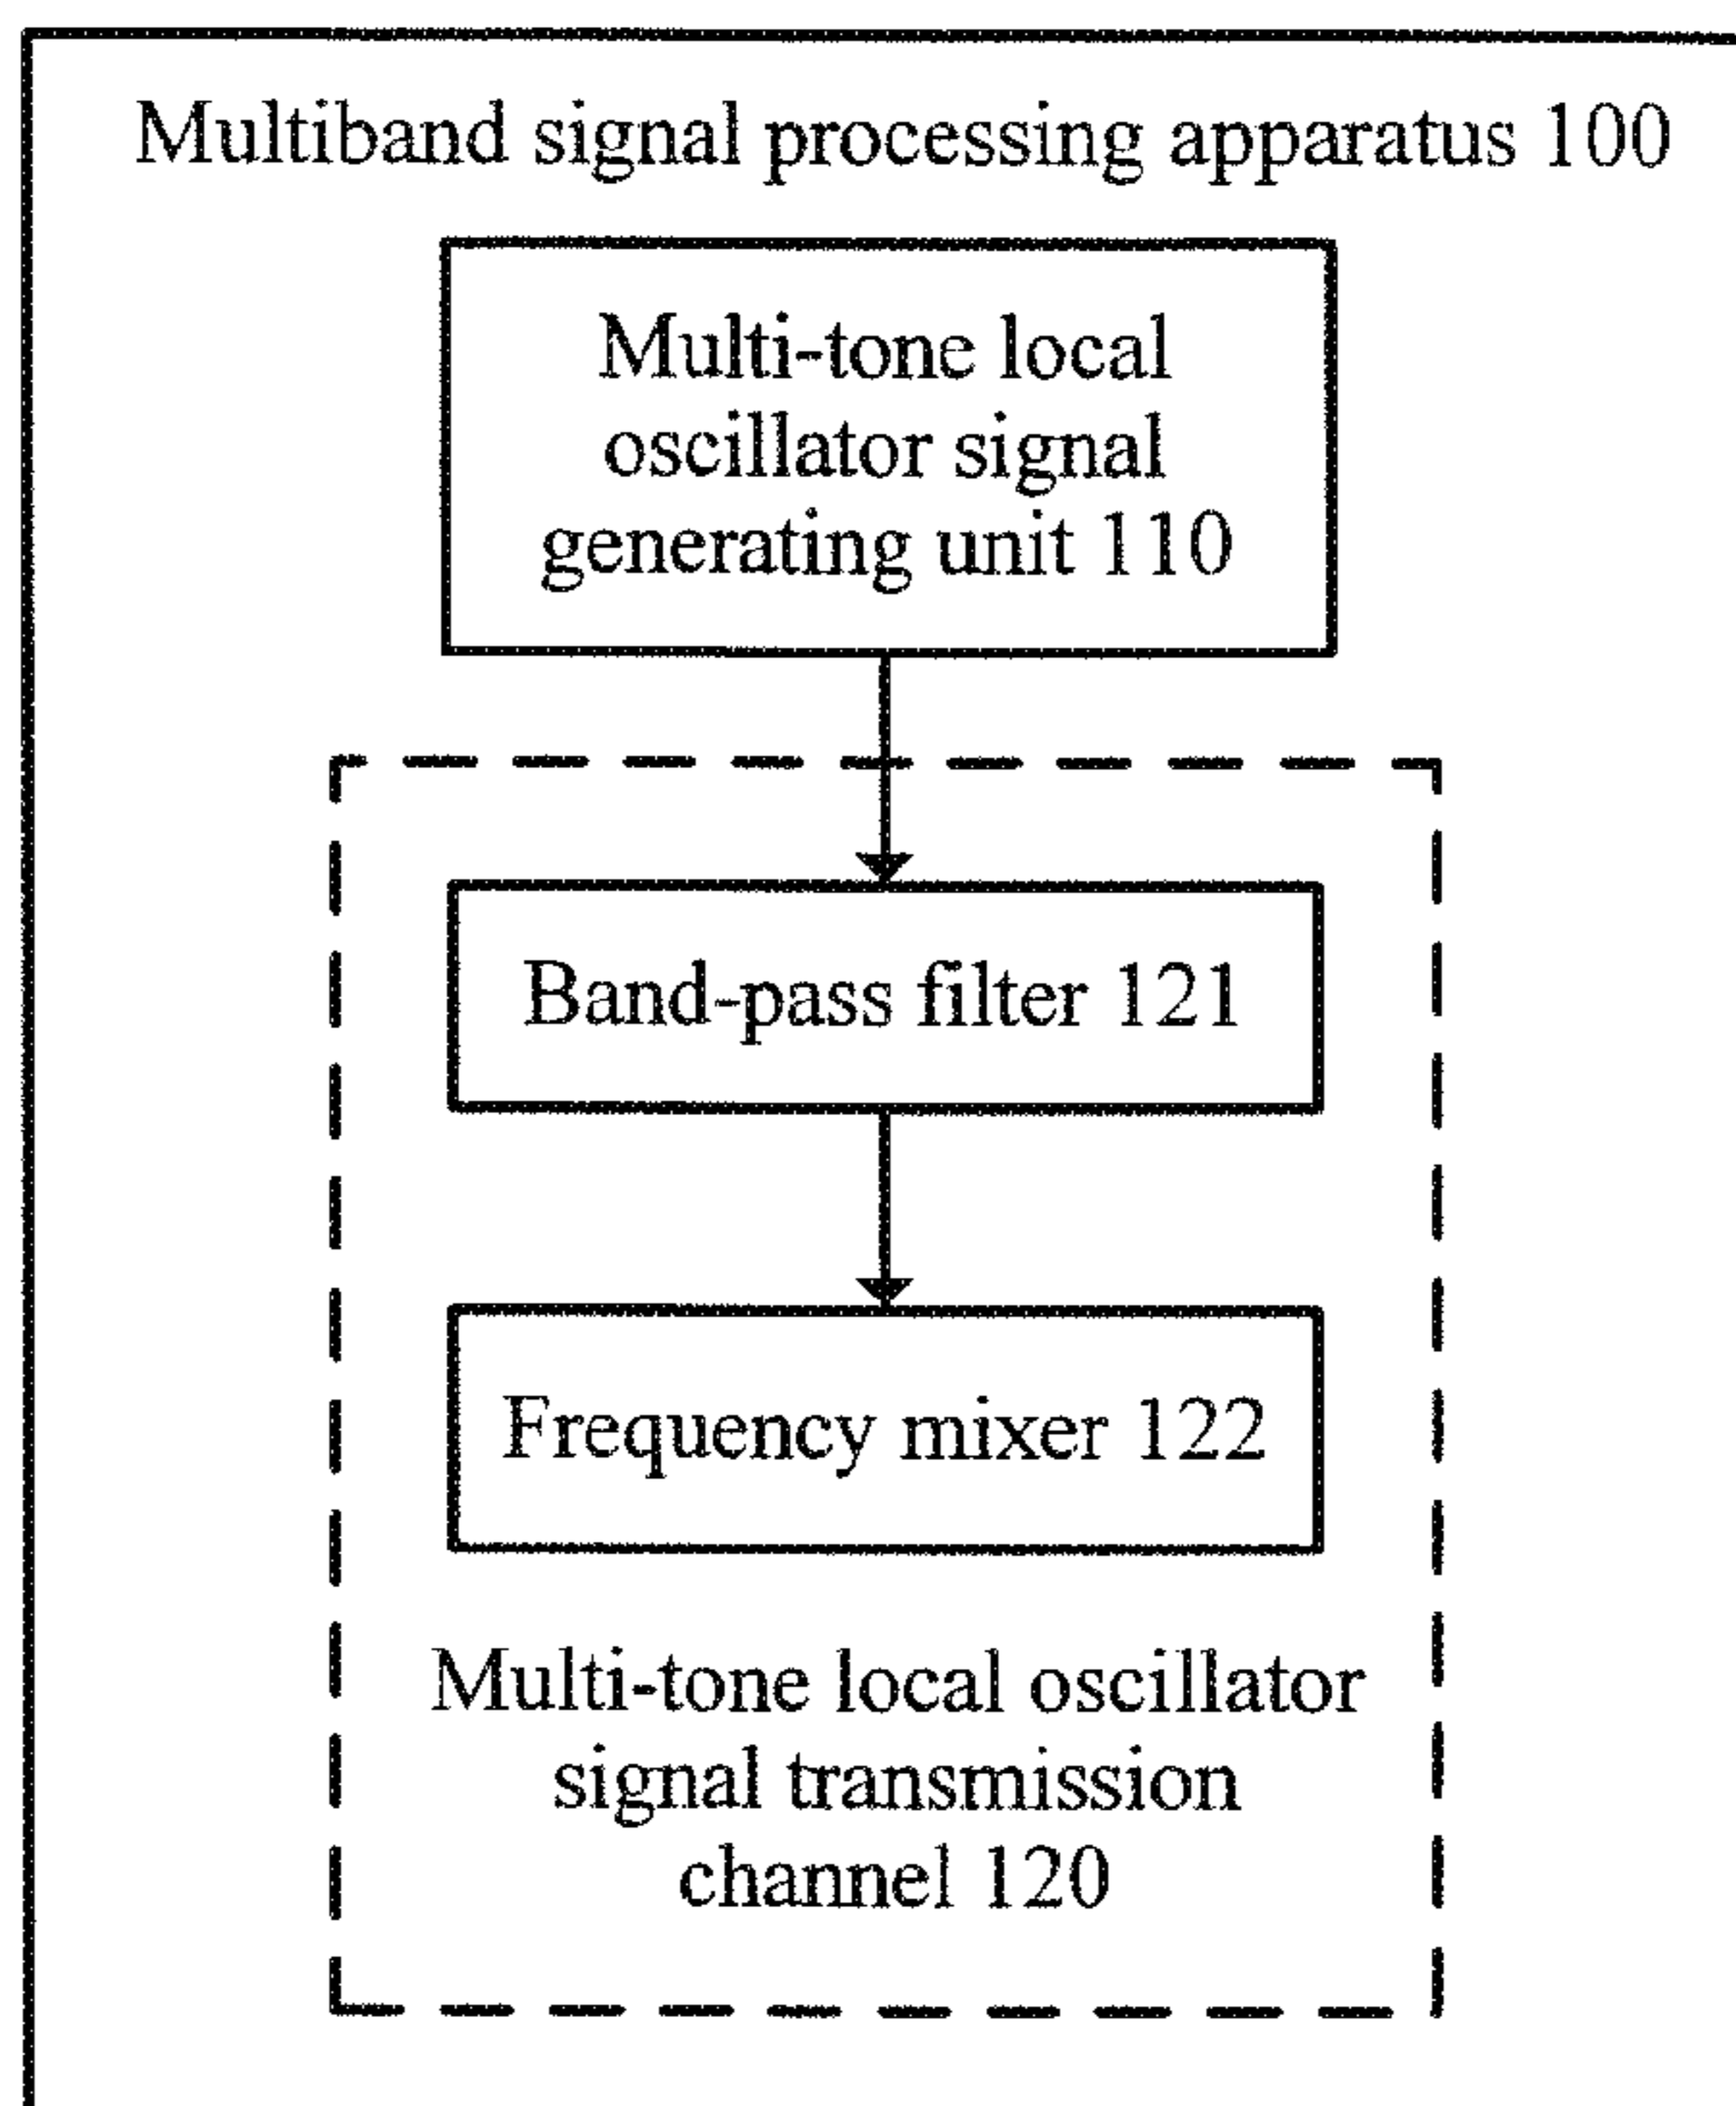 Multiband signal processing apparatus 100
Multi-tone local
oscillator signal
generating unit 110
Band-pass filter 121
Frequency mixer 122
Multi-tone local oscillator
signal transmission
channel 120